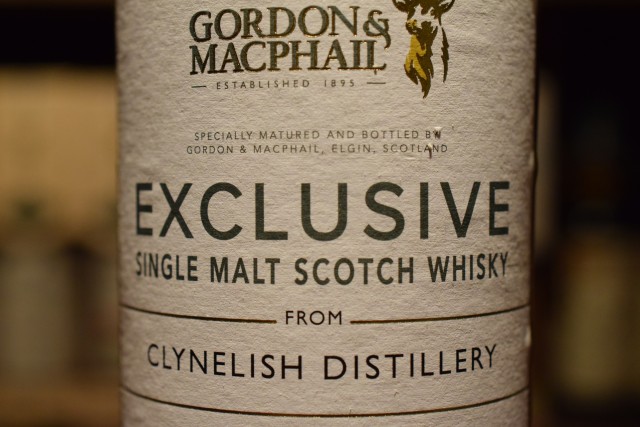 GORDON &
MACPHAIL
ESTABLISHED 1895
SPECIALLY MATURED AND BOTTLED BY
GORDON & MACPHAIL, ELGIN, SCOTLAND
EXCLUSIVE
SINGLE MALT SCOTCH WHISKY
FROM
CLYNELISH DISTILLERY